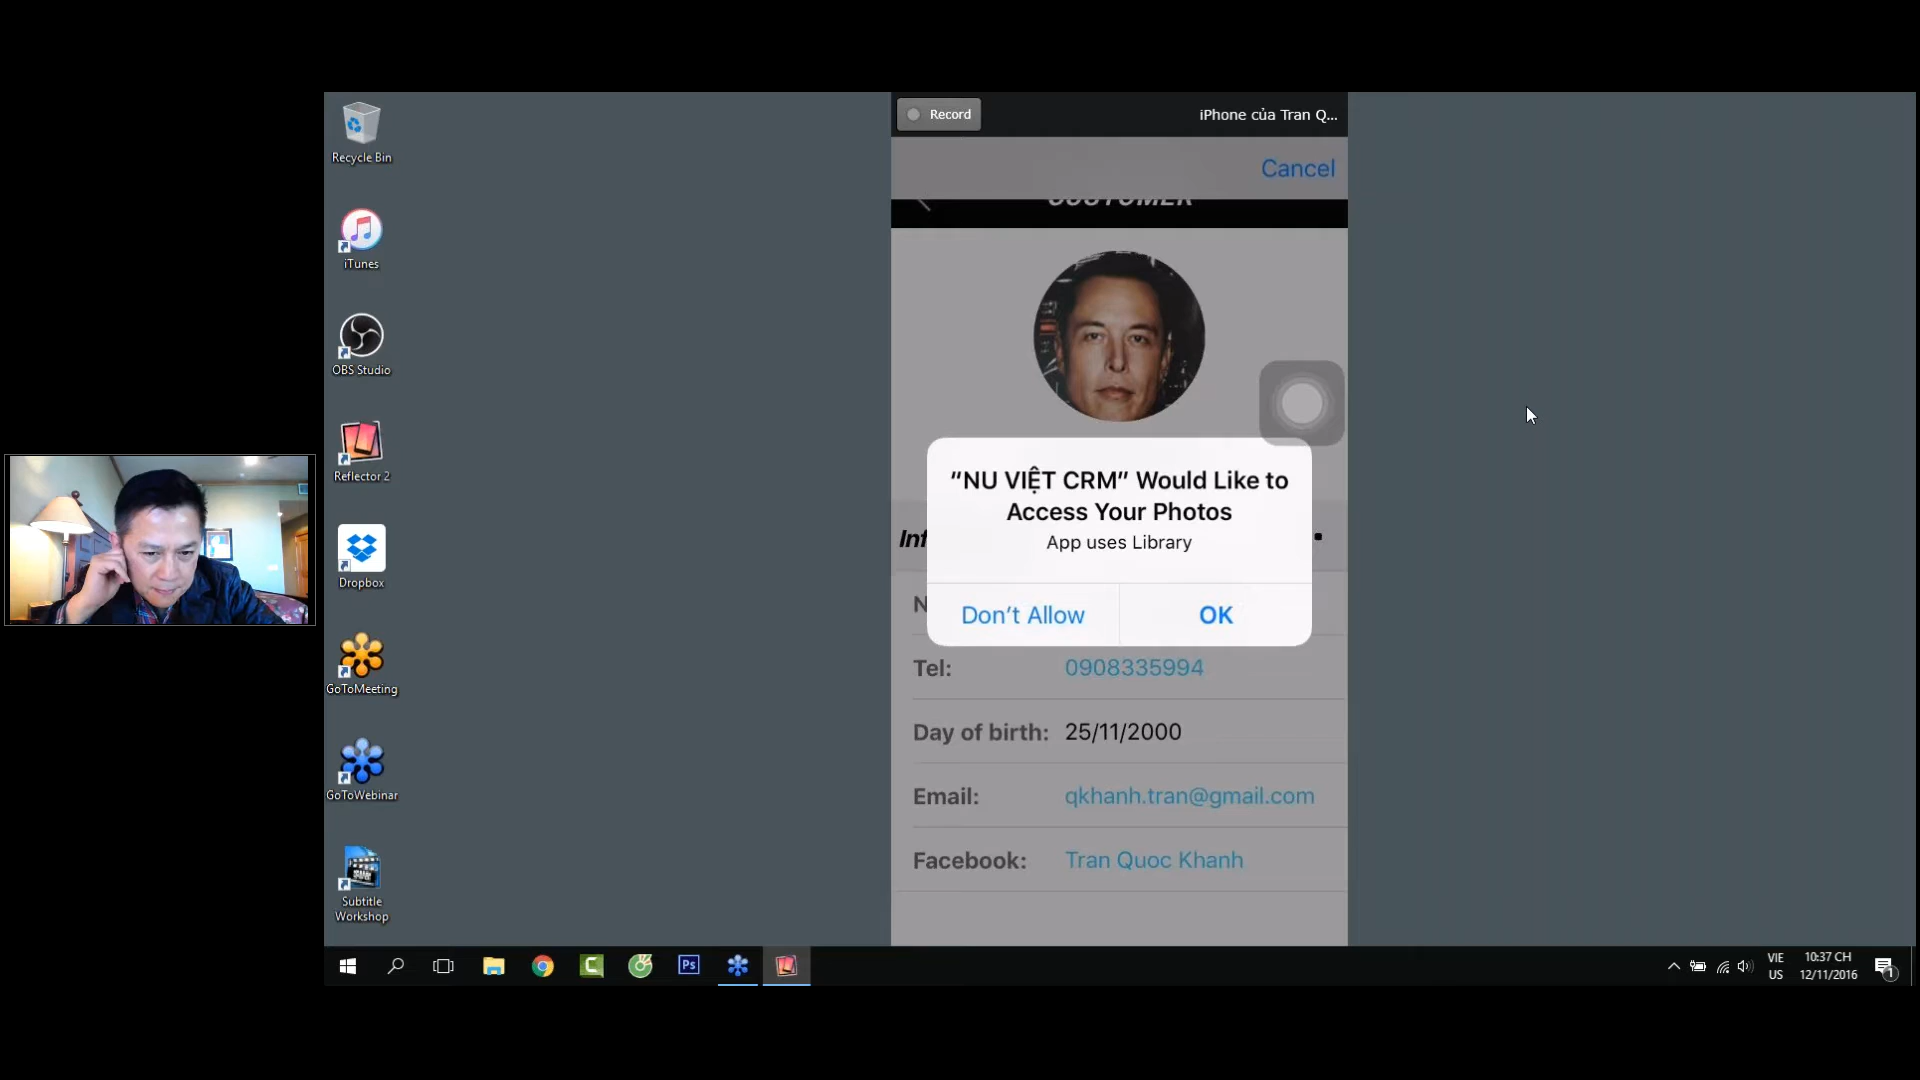 Record
iPhone của Tran Q...
Cancel
CUSTOMER
“NU VIỆT CRM” Would Like to
Access Your Photos
App uses Library
Don’t Allow
OK
Tel:
0908335994
Day of birth:
25/11/2000
Email:
qkhanh.tran@gmail.com
Facebook:
Tran Quoc Khanh
Recycle Bin
iTunes
OBS Studio
Reflector 2
Dropbox
GoToMeeting
GoToWebinar
Subtitle
Workshop
Ps
VIE
US
10:37 CH
12/11/2016
1